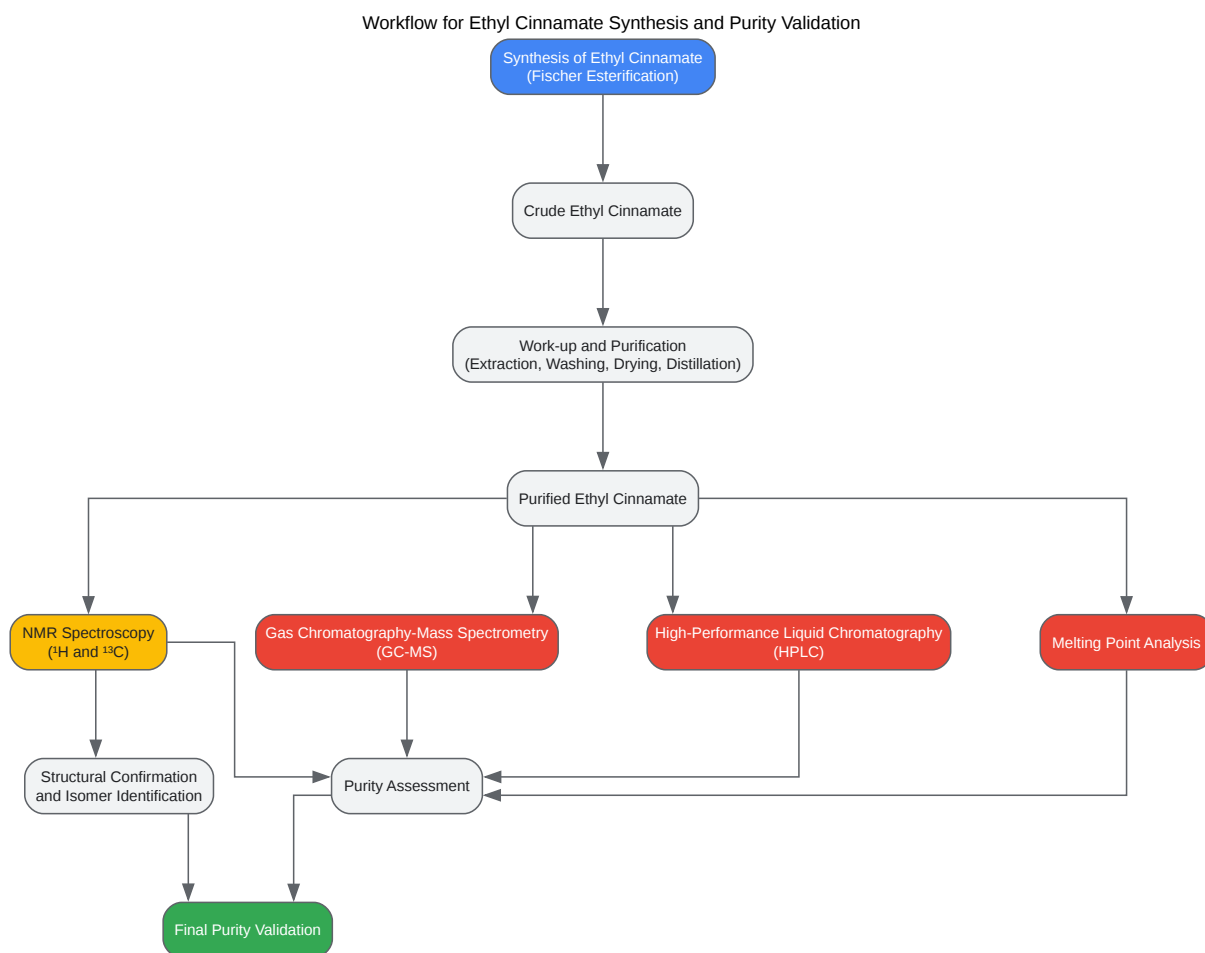 Workflow for Ethyl Cinnamate Synthesis and Purity Validation
Synthesis of Ethyl Cinnamate
(Fischer Esterification)
Crude Ethyl Cinnamate
Work-up and Purification
(Extraction, Washing, Drying, Distillation)
Purified Ethyl Cinnamate
NMR Spectroscopy
(¹H and ¹³C)
Gas Chromatography-Mass Spectrometry
(GC-MS)
High-Performance Liquid Chromatography
(HPLC)
Melting Point Analysis
Structural Confirmation
and Isomer Identification
Purity Assessment
Final Purity Validation